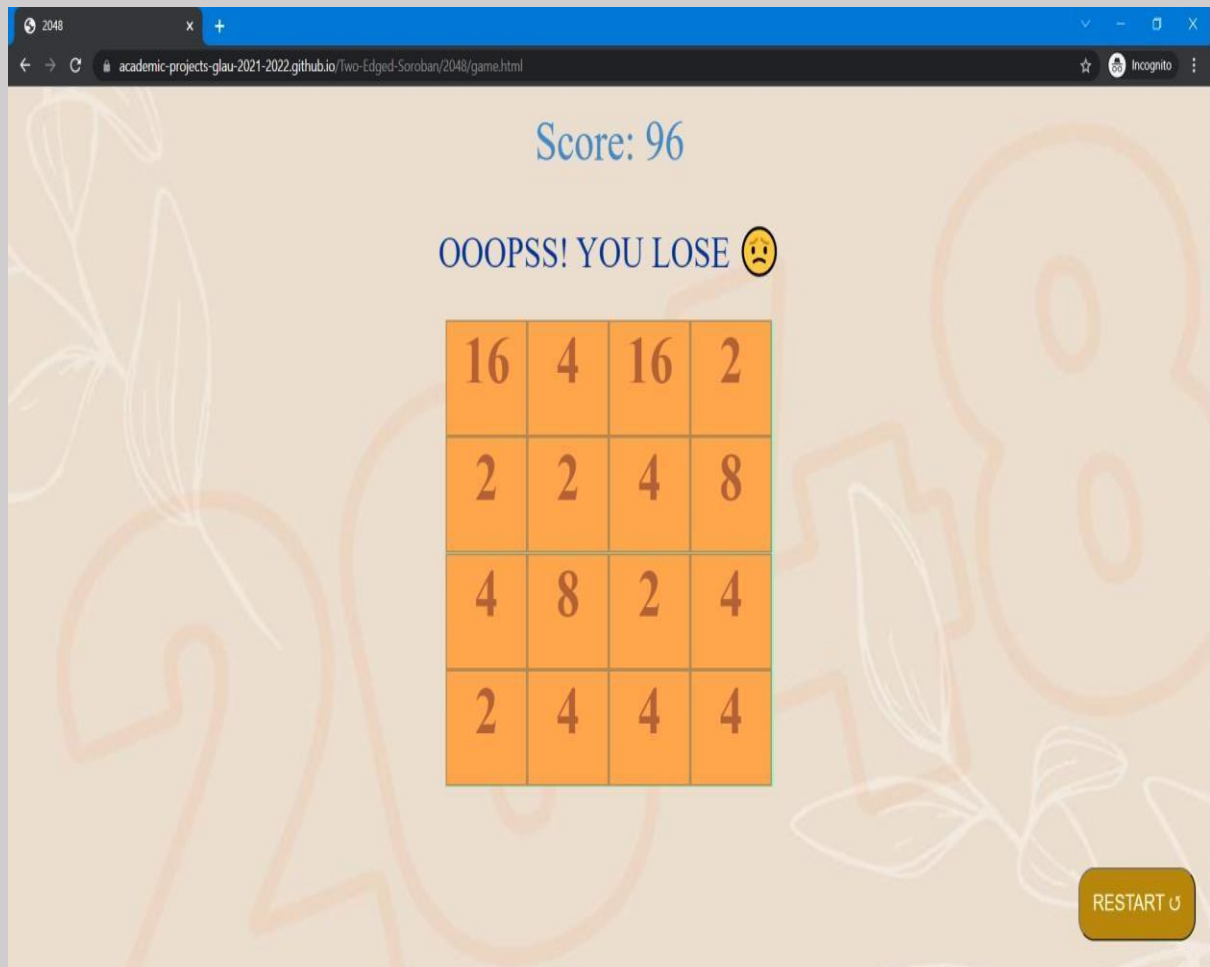 2048
academic-projects-glau-2021-2022.github.io/Two-Edged-Soroban/2048/game.html
Incognito
Score: 96
OOOPSS! YOU LOSE 😟
16 4 16 2
2 2 4 8
4 8 2 4
2 4 4 4
2048
RESTART ↺